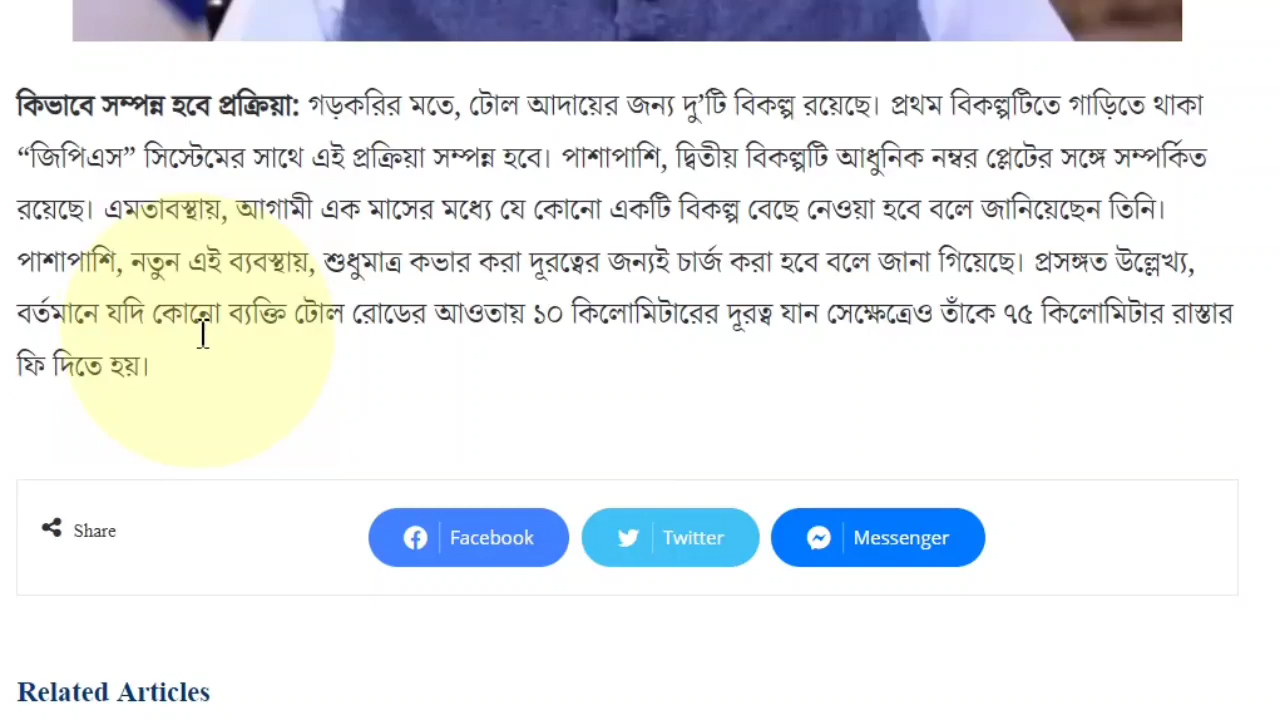 কিভাবে সম্পন্ন হবে প্রক্রিয়া: গড়করির মতে, টোল আদায়ের জন্য দু’টি বিকল্প রয়েছে। প্রথম বিকল্পটিতে গাড়িতে থাকা
“জিপিএস” সিস্টেমের সাথে এই প্রক্রিয়া সম্পন্ন হবে। পাশাপাশি, দ্বিতীয় বিকল্পটি আধুনিক নম্বর প্লেটের সঙ্গে সম্পর্কিত
রয়েছে। এমতাবস্থায়, আগামী এক মাসের মধ্যে যে কোনো একটি বিকল্প বেছে নেওয়া হবে বলে জানিয়েছেন তিনি।
পাশাপাশি, নতুন এই ব্যবস্থায়, শুধুমাত্র কভার করা দূরত্বের জন্যই চার্জ করা হবে বলে জানা গিয়েছে। প্রসঙ্গত উল্লেখ্য,
বর্তমানে যদি কোনো ব্যক্তি টোল রোডের আওতায় ১০ কিলোমিটারের দূরত্ব যান সেক্ষেত্রেও তাঁকে ৭৫ কিলোমিটার রাস্তার
ফি দিতে হয়।
Share Facebook Twitter Messenger
Related Articles